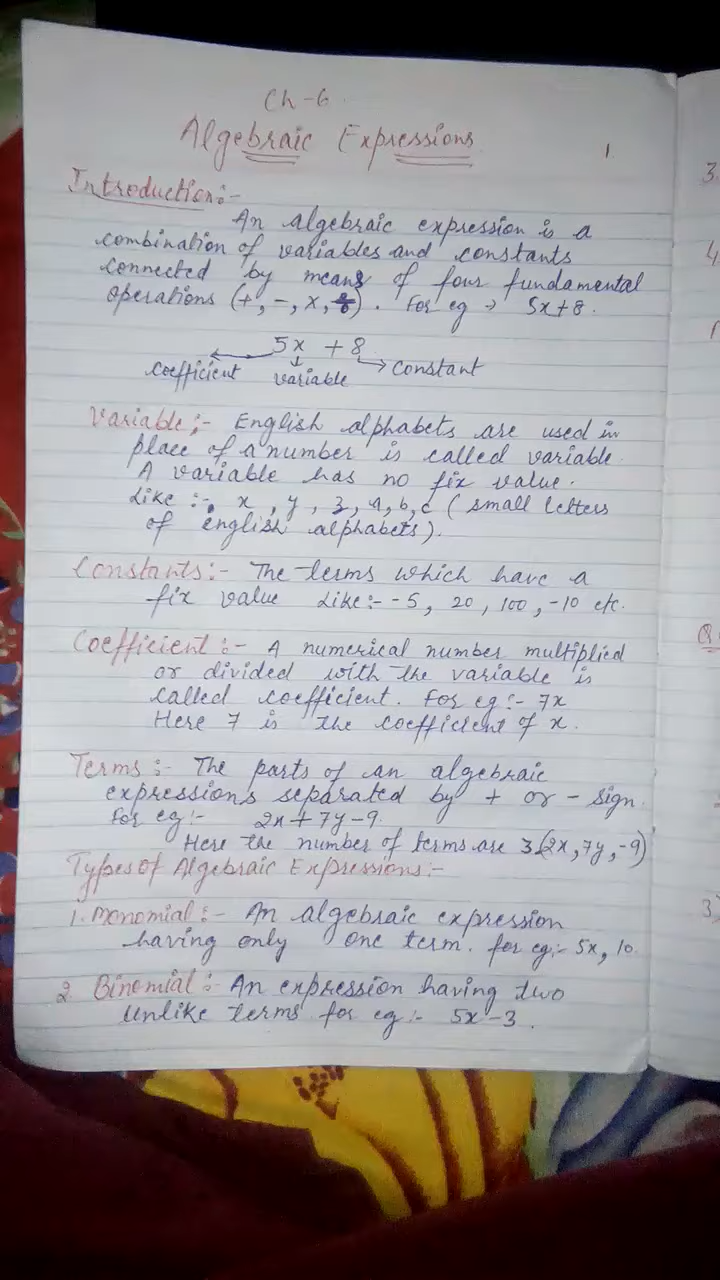 Ch-6
Algebraic Expressions
1
Introduction:-
An algebraic expression is a
combination of variables and constants
connected by means of four fundamental
operations (+, -, x, ÷). For eg → 5x+8.
5x + 8
coefficient variable Constant
Variable:- English alphabets are used in
place of a number is called variable.
A variable has no fix value.
Like :- x, y, z, a, b, c (small letters
of english alphabets).
Constants:- The terms which have a
fix value Like:- -5, 20, 100, -10 etc.
Coefficient:- A numerical number multiplied
or divided with the variable is
called coefficient. For eg:- 7x
Here 7 is the coefficient of x.
Terms:- The parts of an algebraic
expressions separated by + or - sign.
for eg:- 2x+7y-9.
Here the number of terms are 3(2x, 7y, -9)
Types of Algebraic Expressions:-
1. Monomial:- An algebraic expression
having only one term. for eg:- 5x, 10.
2. Binomial:- An expression having two
unlike terms for eg:- 5x-3.
3.
4.
Q
3